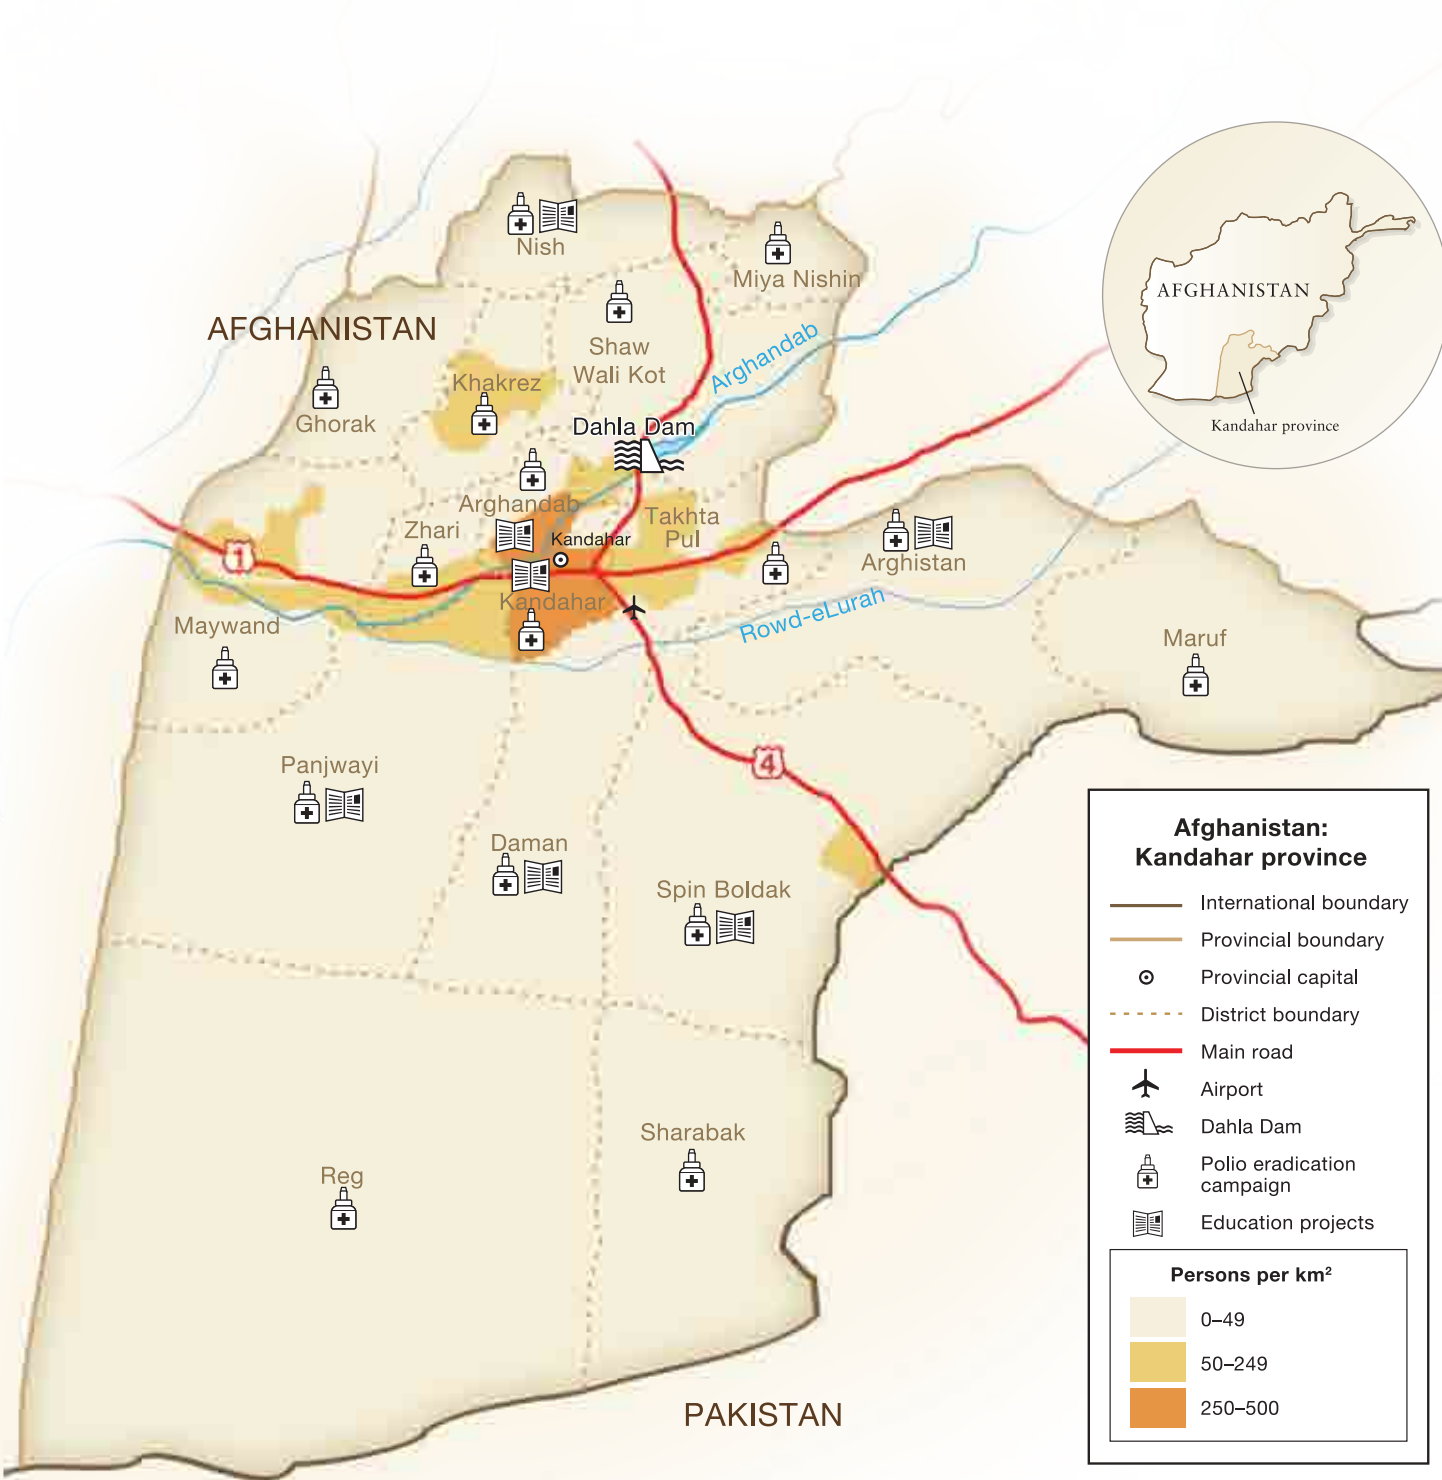 Nish
Miya Nishin
AFGHANISTAN
Shaw
Wali Kot
Arghandab
Khakrez
Ghorak
Dahla Dam
Arghandab
Zhari
Takhta
Pul
Kandahar
1
Kandahar
Arghistan
Rowd-eLurah
Maywand
Maruf
4
Panjwayi
Daman
Spin Boldak
Sharabak
Reg
PAKISTAN
AFGHANISTAN
Kandahar province
Afghanistan:
Kandahar province
International boundary
Provincial boundary
Provincial capital
District boundary
Main road
Airport
Dahla Dam
Polio eradication
campaign
Education projects
Persons per km²
0–49
50–249
250–500